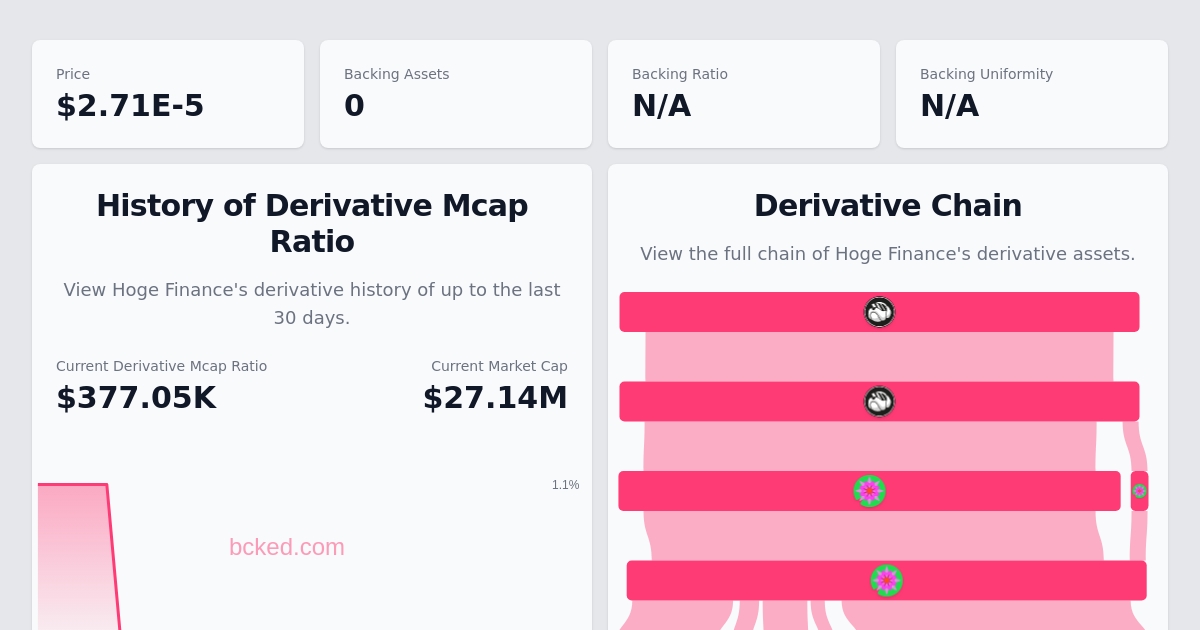 Price
$2.71E-5
Backing Assets
0
Backing Ratio
N/A
Backing Uniformity
N/A
History of Derivative Mcap
Ratio
View Hoge Finance's derivative history of up to the last
30 days.
Current Derivative Mcap Ratio
$377.05K
Current Market Cap
$27.14M
1.1%
bcked.com
Derivative Chain
View the full chain of Hoge Finance's derivative assets.